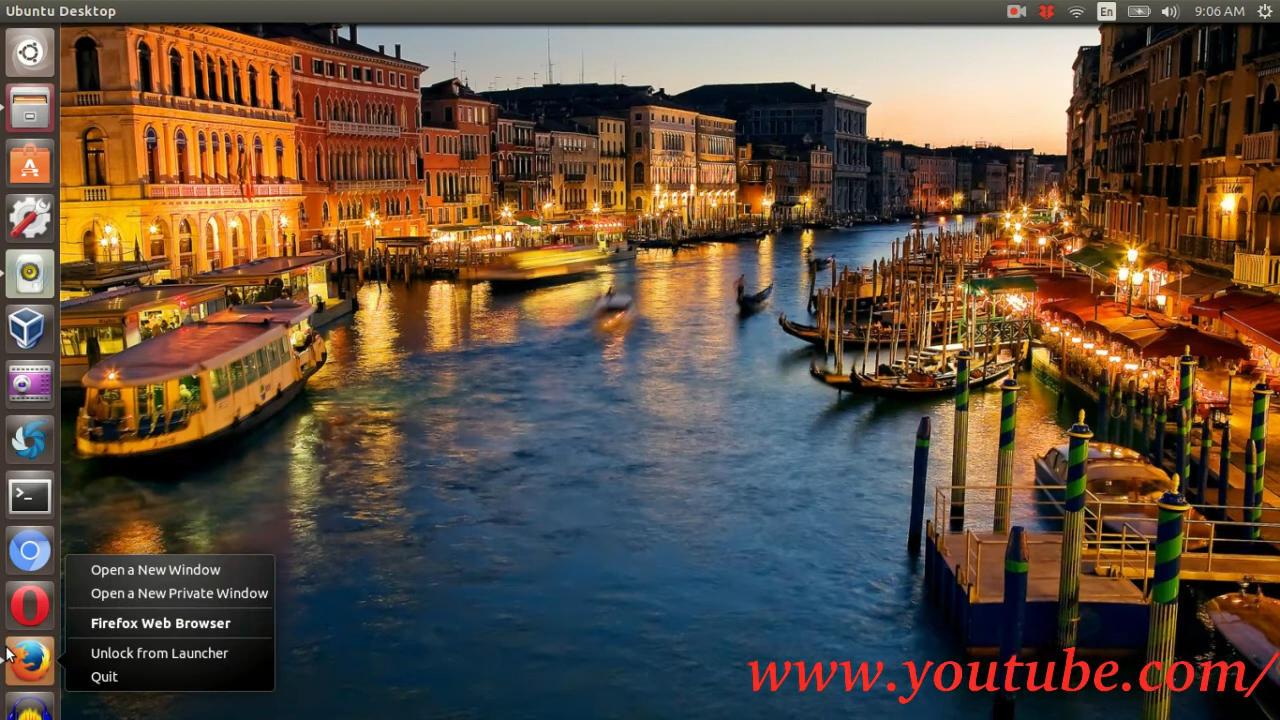 Ubuntu Desktop
En
9:06 AM
>_
Open a New Window
Open a New Private Window
Firefox Web Browser
Unlock from Launcher
Quit
www.youtube.com/